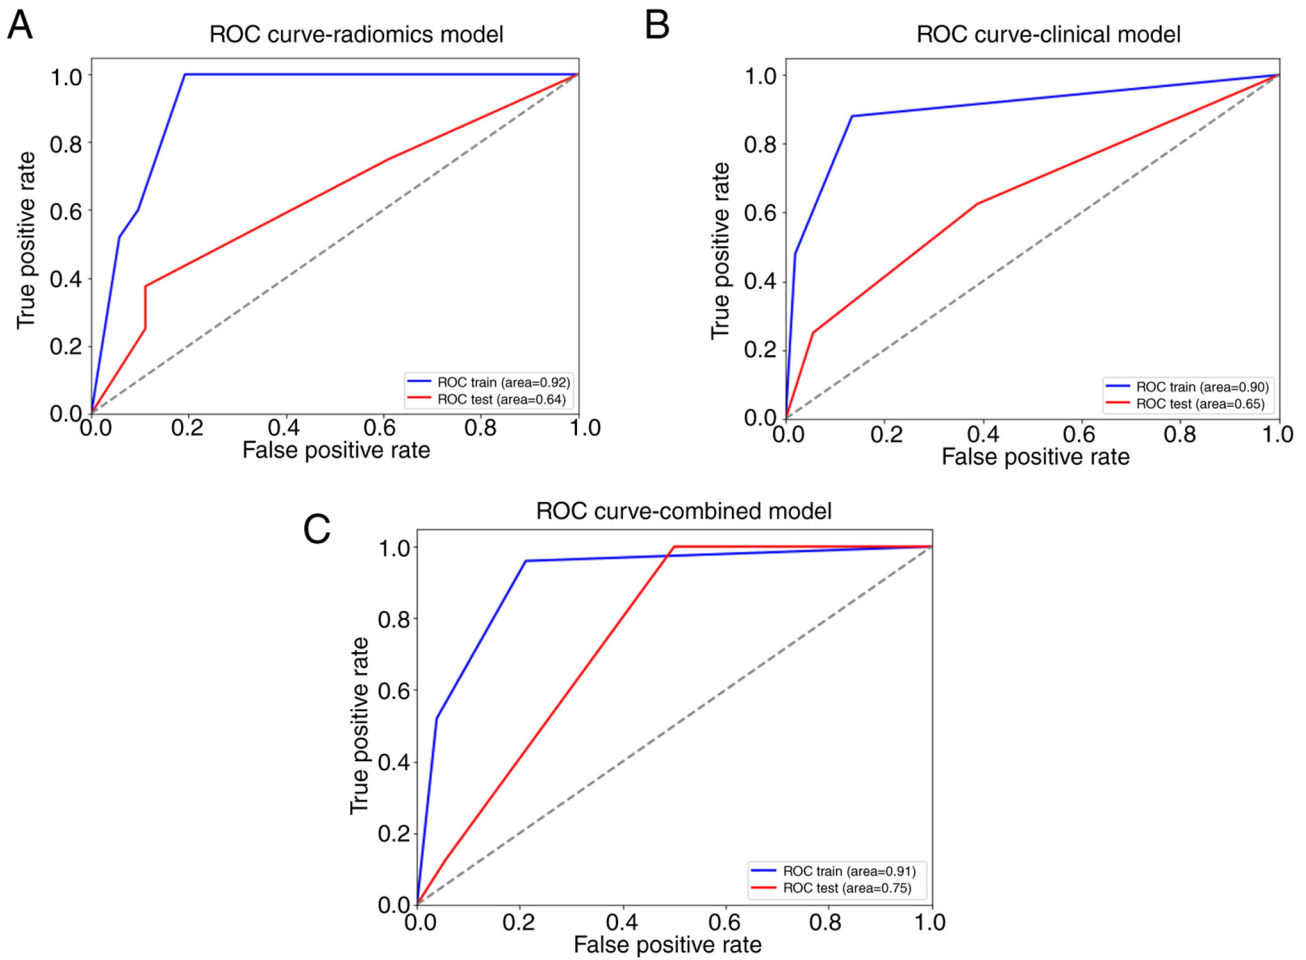 A
ROC curve-radiomics model
1.0
0.8
0.6
0.4
0.2
0.0
True positive rate
ROC train (area=0.92)
ROC test (area=0.64)
0.0 0.2 0.4 0.6 0.8 1.0
False positive rate
B
ROC curve-clinical model
1.0
0.8
0.6
0.4
0.2
0.0
True positive rate
ROC train (area=0.90)
ROC test (area=0.65)
0.0 0.2 0.4 0.6 0.8 1.0
False positive rate
C
ROC curve-combined model
1.0
0.8
0.6
0.4
0.2
0.0
True positive rate
ROC train (area=0.91)
ROC test (area=0.75)
0.0 0.2 0.4 0.6 0.8 1.0
False positive rate